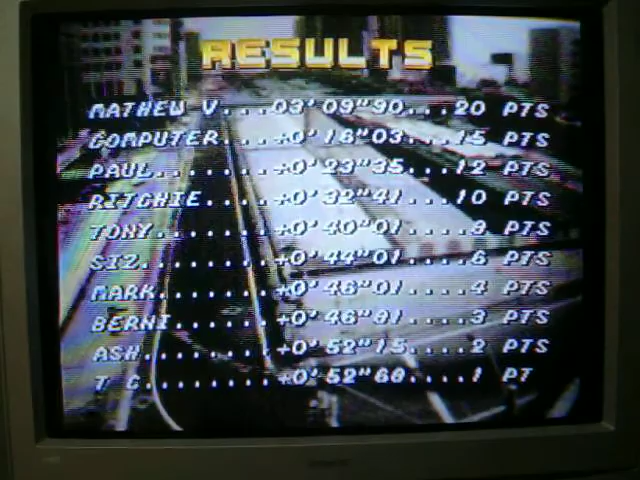 RESULTS
MATHEW V...03'09"90...20 PTS
COMPUTER...+0'16"03...15 PTS
PAUL.......+0'23"35...12 PTS
RITCHIE....+0'32"41...10 PTS
TONY.......+0'40"01....9 PTS
SIZ........+0'44"01....6 PTS
MARK.......+0'46"01....4 PTS
BERNI......+0'46"81....3 PTS
ASH........+0'52"15....2 PTS
T G........+0'52"60....1 PT